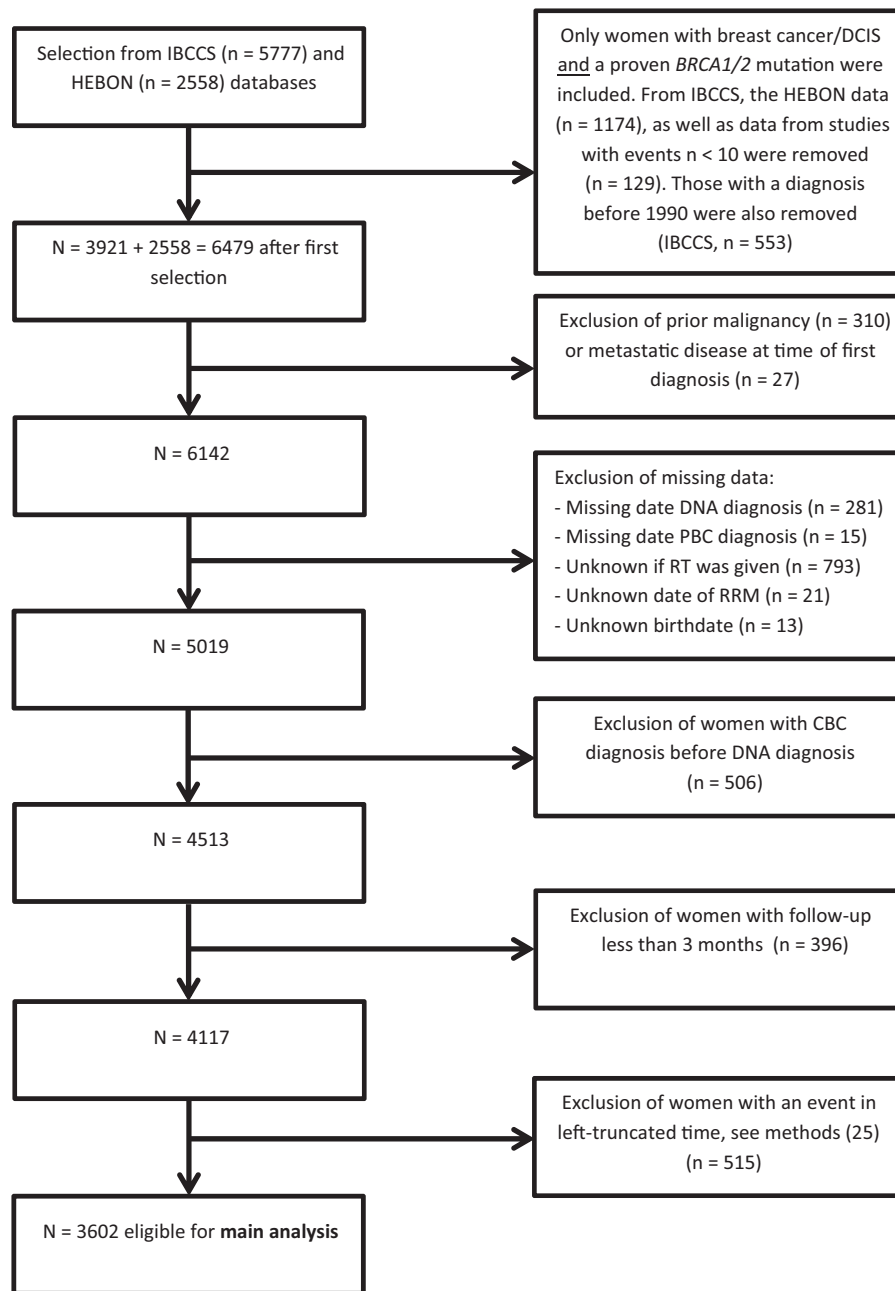 Selection from IBCCS (n = 5777) and
HEBON (n = 2558) databases
Only women with breast cancer/DCIS
and a proven BRCA1/2 mutation were
included. From IBCCS, the HEBON data
(n = 1174), as well as data from studies
with events n < 10 were removed
(n = 129). Those with a diagnosis
before 1990 were also removed
(IBCCS, n = 553)
N = 3921 + 2558 = 6479 after first
selection
Exclusion of prior malignancy (n = 310)
or metastatic disease at time of first
diagnosis (n = 27)
N = 6142
Exclusion of missing data:
- Missing date DNA diagnosis (n = 281)
- Missing date PBC diagnosis (n = 15)
- Unknown if RT was given (n = 793)
- Unknown date of RRM (n = 21)
- Unknown birthdate (n = 13)
N = 5019
Exclusion of women with CBC
diagnosis before DNA diagnosis
(n = 506)
N = 4513
Exclusion of women with follow-up
less than 3 months (n = 396)
N = 4117
Exclusion of women with an event in
left-truncated time, see methods (25)
(n = 515)
N = 3602 eligible for main analysis